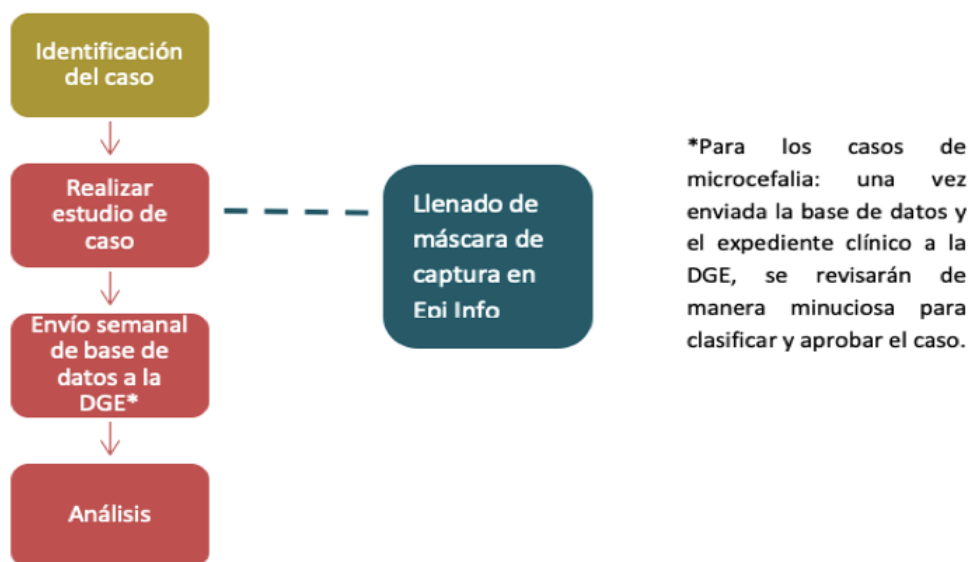 Identificación
del caso
Realizar
estudio de
caso
Llenado de
máscara de
captura en
Epi Info
Envío semanal
de base de
datos a la
DGE*
Análisis
*Para los casos de
microcefalia: una vez
enviada la base de datos y
el expediente clínico a la
DGE, se revisarán de
manera minuciosa para
clasificar y aprobar el caso.